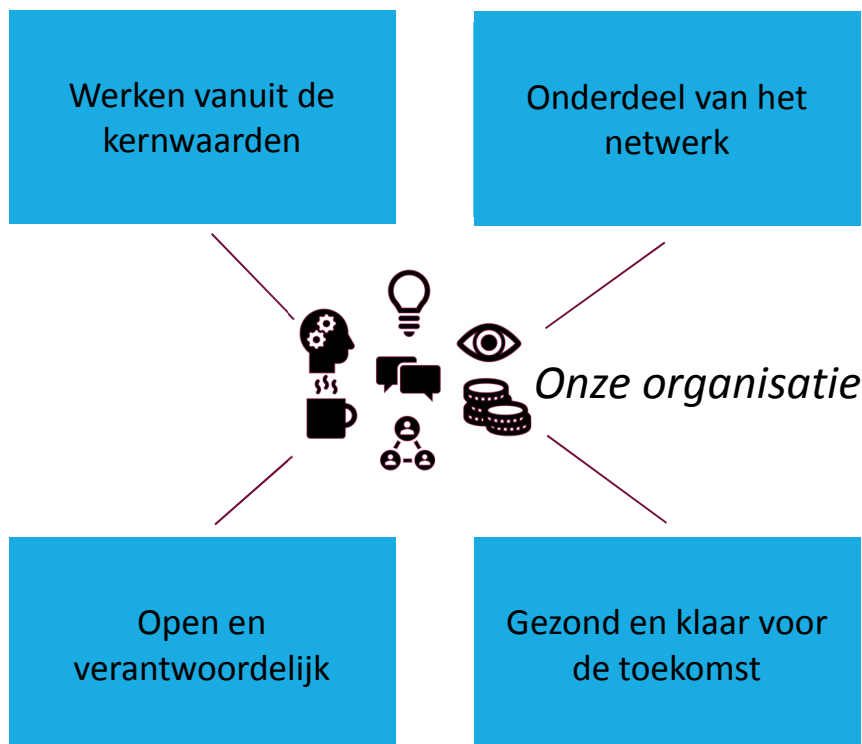 Werken vanuit de
kernwaarden
Onderdeel van het
netwerk
Onze organisatie
Open en
verantwoordelijk
Gezond en klaar voor
de toekomst